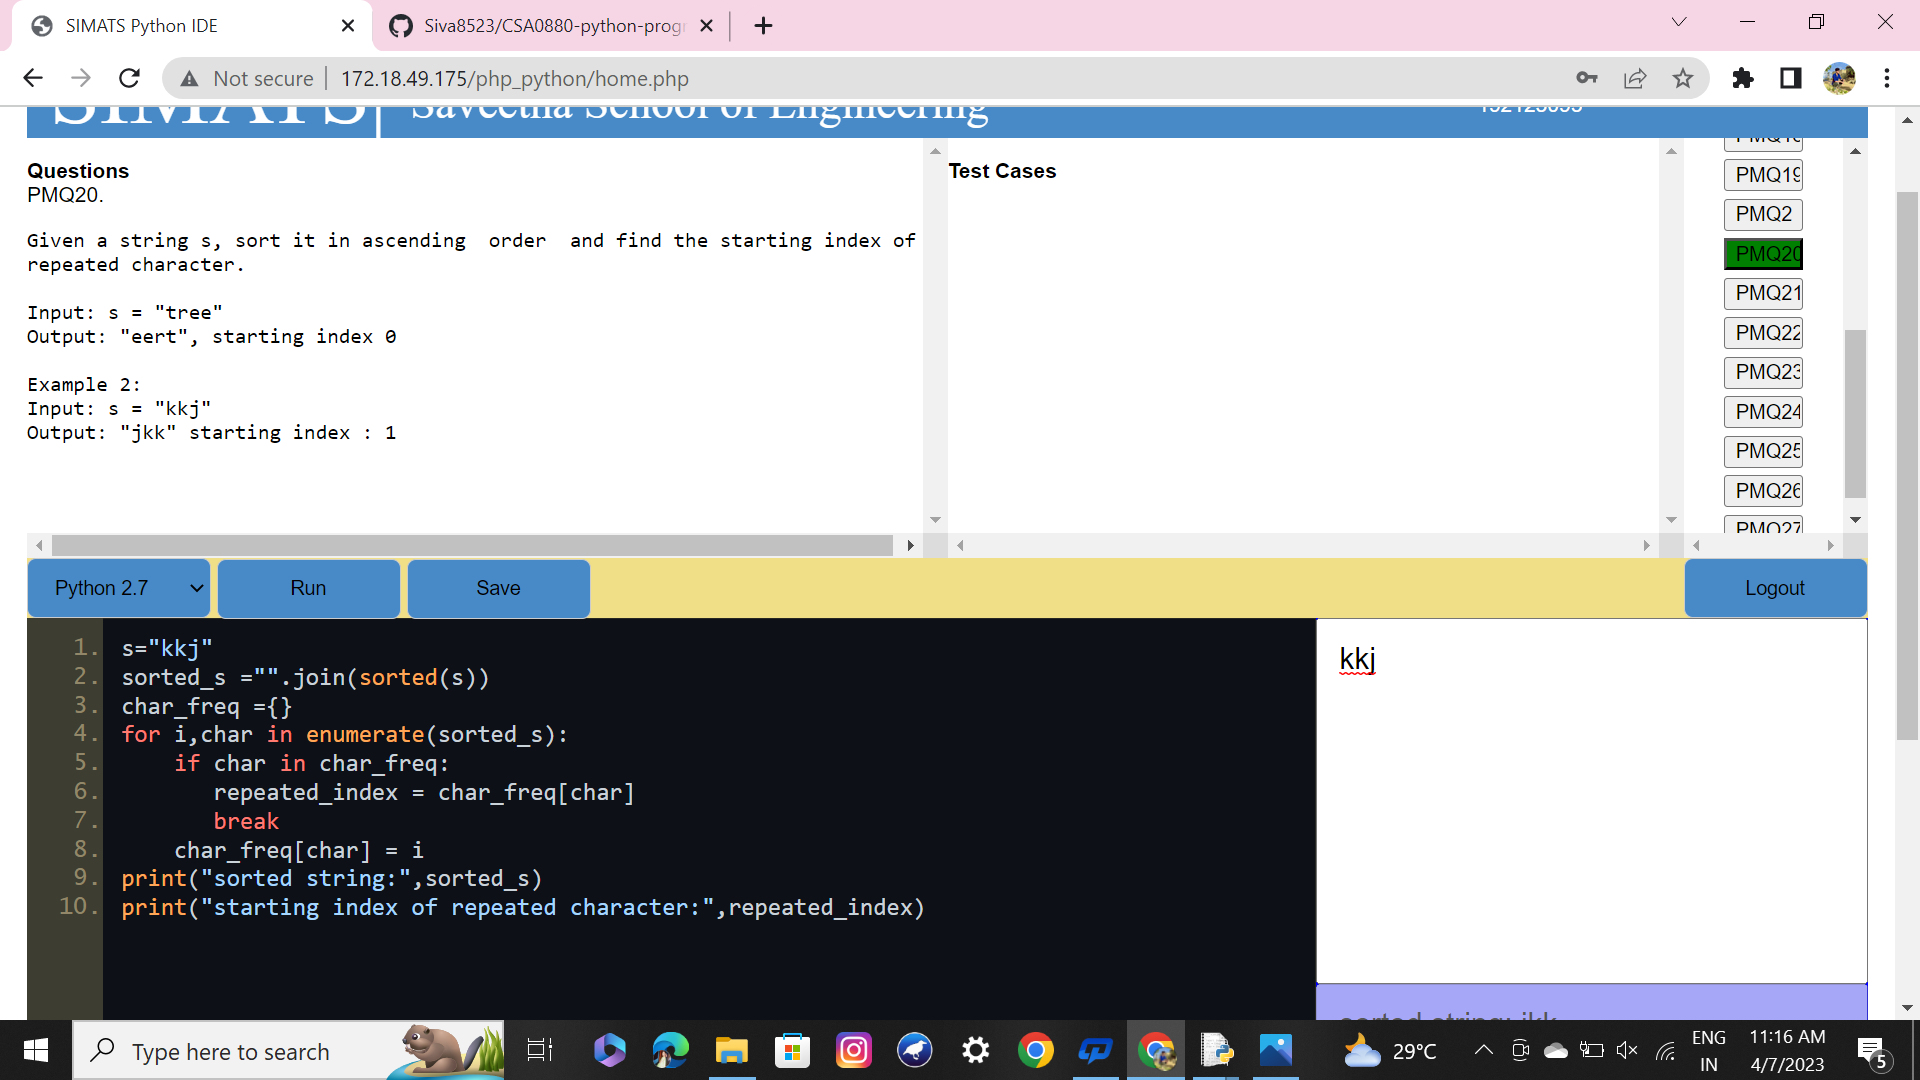 SIMATS Python IDE
Siva8523/CSA0880-python-progr
Not secure
172.18.49.175/php_python/home.php
SIMATS
Saveetha School of Engineering
Questions
PMQ20.
Given a string s, sort it in ascending  order  and find the starting index of
repeated character.
Input: s = "tree"
Output: "eert", starting index 0
Example 2:
Input: s = "kkj"
Output: "jkk" starting index : 1
Test Cases
PMQ19
PMQ2
PMQ20
PMQ21
PMQ22
PMQ23
PMQ24
PMQ25
PMQ26
PMQ27
Python 2.7
Run
Save
Logout
1. s="kkj"
2. sorted_s ="".join(sorted(s))
3. char_freq ={}
4. for i,char in enumerate(sorted_s):
5.     if char in char_freq:
6.        repeated_index = char_freq[char]
7.        break
8.     char_freq[char] = i
9. print("sorted string:",sorted_s)
10. print("starting index of repeated character:",repeated_index)
kkj
sorted string: jkk
Type here to search
29°C
ENG
IN
11:16 AM
4/7/2023
5